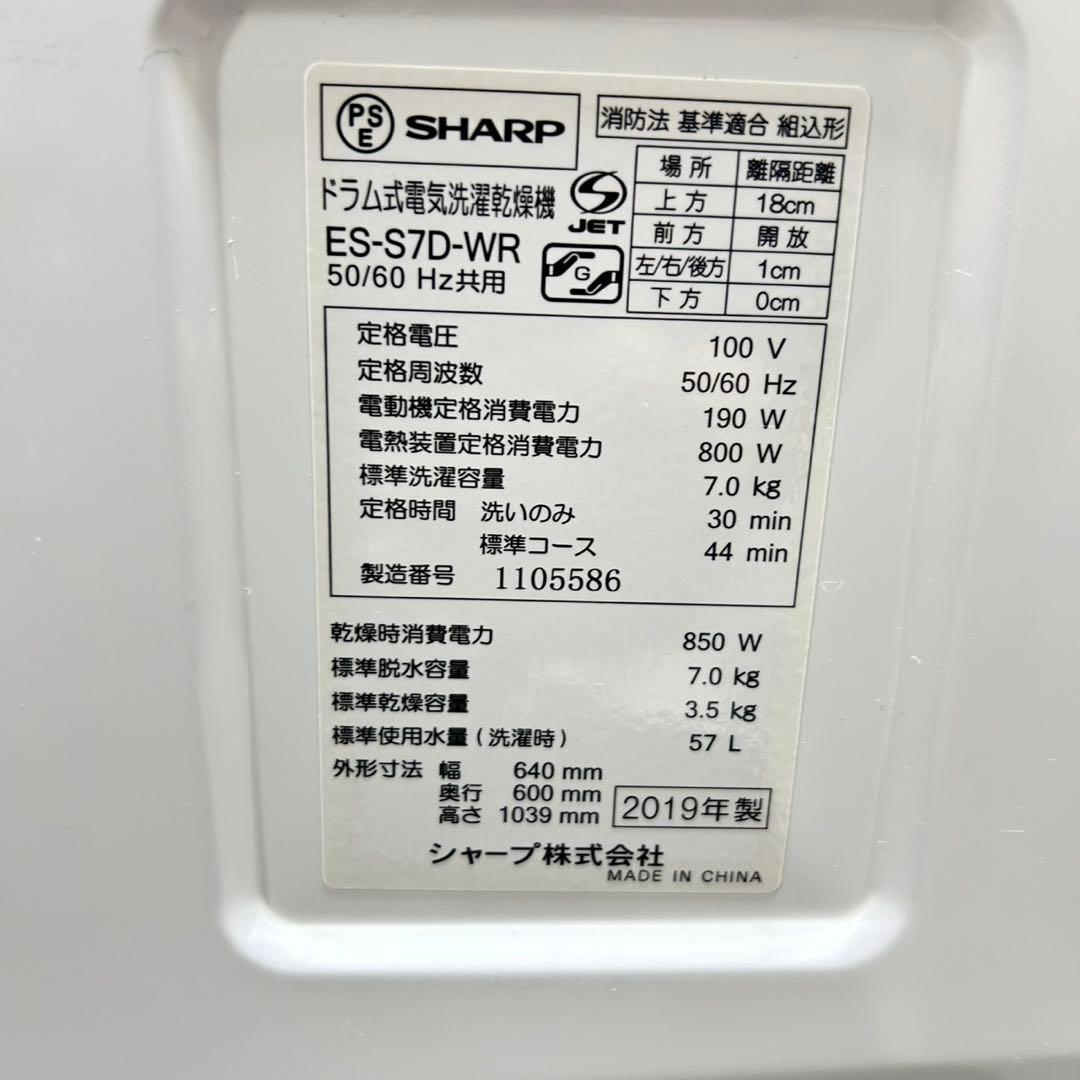 PS
E
SHARP
消防法 基準適合 組込形
場所 離隔距離
上方 18cm
前方 開放
左/右/後方 1cm
下方 0cm
ドラム式電気洗濯乾燥機
S
JET
ES-S7D-WR
G
50/60 Hz共用
定格電圧 100 V
定格周波数 50/60 Hz
電動機定格消費電力 190 W
電熱装置定格消費電力 800 W
標準洗濯容量 7.0 kg
定格時間 洗いのみ 30 min
標準コース 44 min
製造番号 1105586
乾燥時消費電力 850 W
標準脱水容量 7.0 kg
標準乾燥容量 3.5 kg
標準使用水量(洗濯時) 57 L
外形寸法 幅 640 mm
奥行 600 mm
高さ 1039 mm
2019年製
シャープ株式会社
MADE IN CHINA